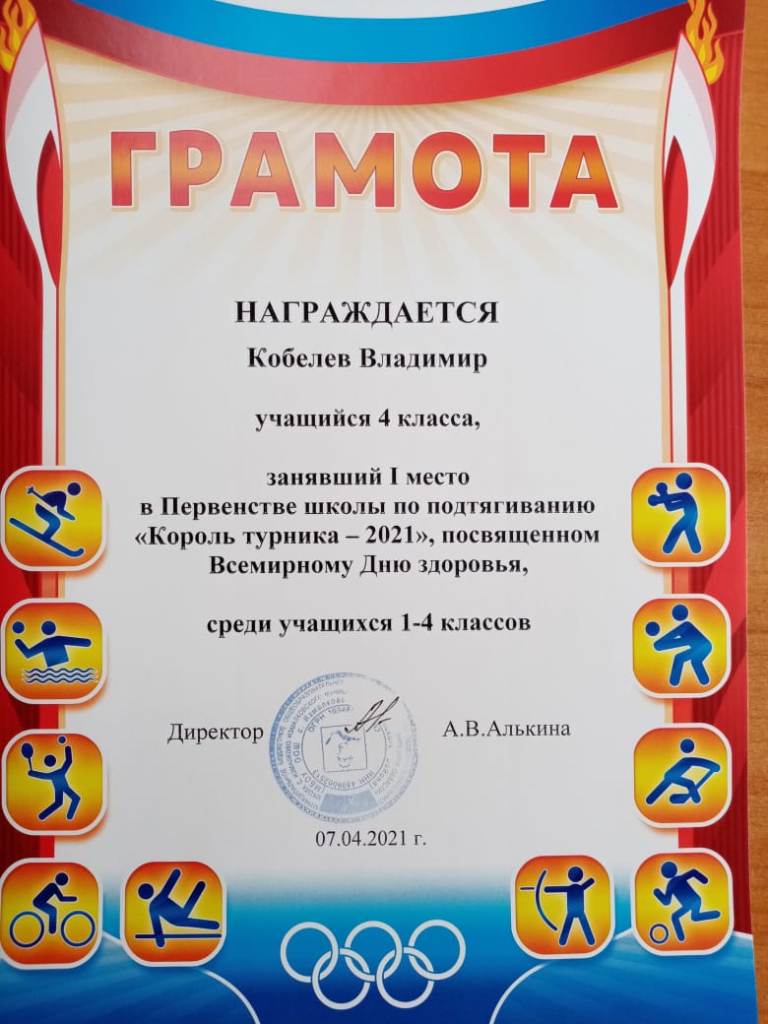 ГРАМОТА
НАГРАЖДАЕТСЯ
Кобелев Владимир
учащийся 4 класса,
занявший I место
в Первенстве школы по подтягиванию
«Король турника – 2021», посвященном
Всемирному Дню здоровья,
среди учащихся 1-4 классов
Директор
А.В.Алькина
07.04.2021 г.